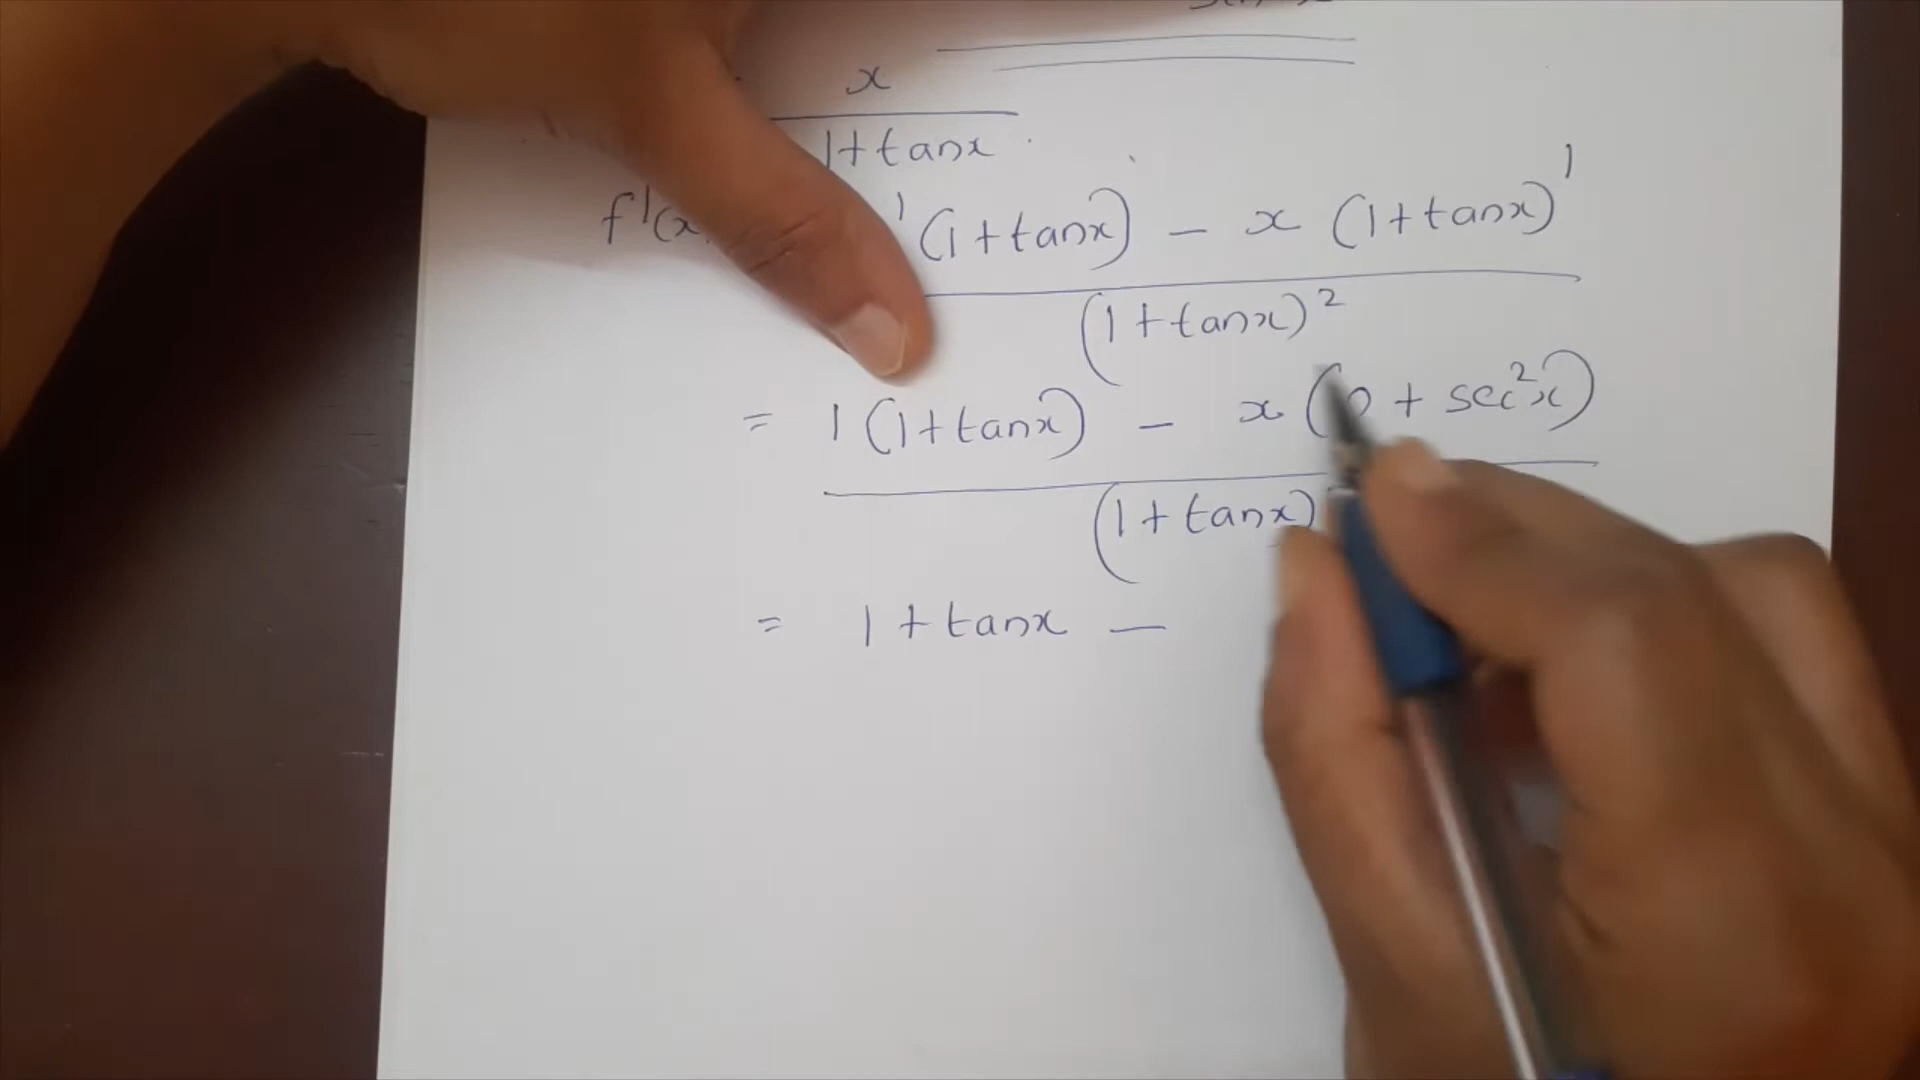 x
1 + tanx
f'(x ' (1 + tanx) — x (1 + tanx)'
(1 + tanx)²
= 1 (1 + tanx) — x (0 + sec²x)
(1 + tanx)
= 1 + tanx —